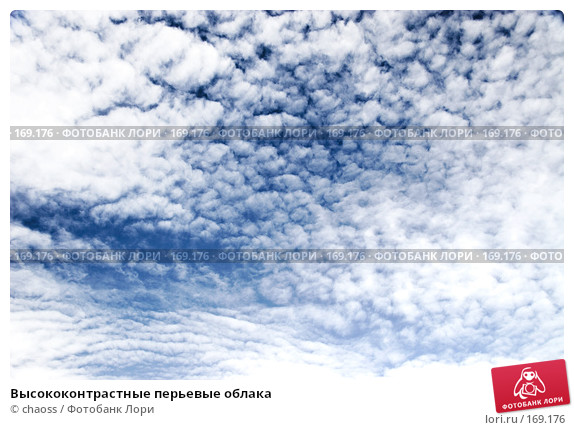 169.176 - ФОТОБАНК ЛОРИ · 169.176 - ФОТОБАНК ЛОРИ · 169.176 - ФОТОБАНК ЛОРИ · 169.176 - ФОТО
169.176 - ФОТОБАНК ЛОРИ · 169.176 - ФОТОБАНК ЛОРИ · 169.176 - ФОТОБАНК ЛОРИ · 169.176 - ФОТО
Высококонтрастные перьевые облака
© chaoss / Фотобанк Лори
ФОТОБАНК ЛОРИ
lori.ru / 169.176